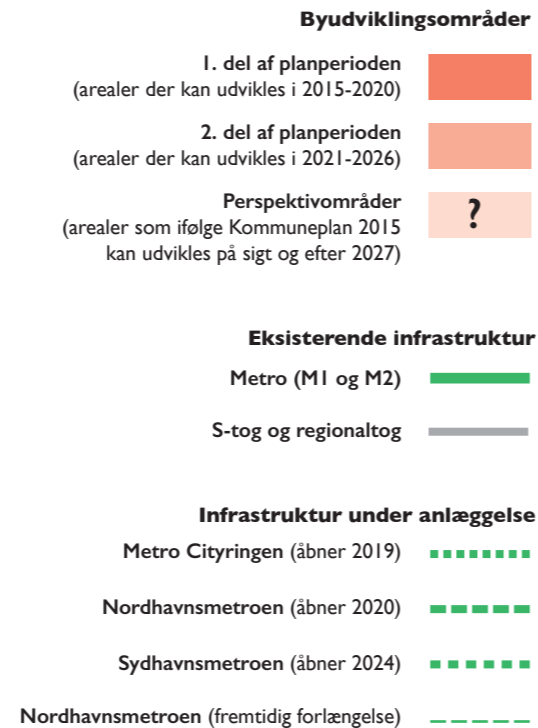 Byudviklingsområder
1. del af planperioden
(arealer der kan udvikles i 2015-2020)
2. del af planperioden
(arealer der kan udvikles i 2021-2026)
Perspektivområder
(arealer som ifølge Kommuneplan 2015
kan udvikles på sigt og efter 2027)
?
Eksisterende infrastruktur
Metro (M1 og M2)
S-tog og regionaltog
Infrastruktur under anlæggelse
Metro Cityringen (åbner 2019)
Nordhavnsmetroen (åbner 2020)
Sydhavnsmetroen (åbner 2024)
Nordhavnsmetroen (fremtidig forlængelse)